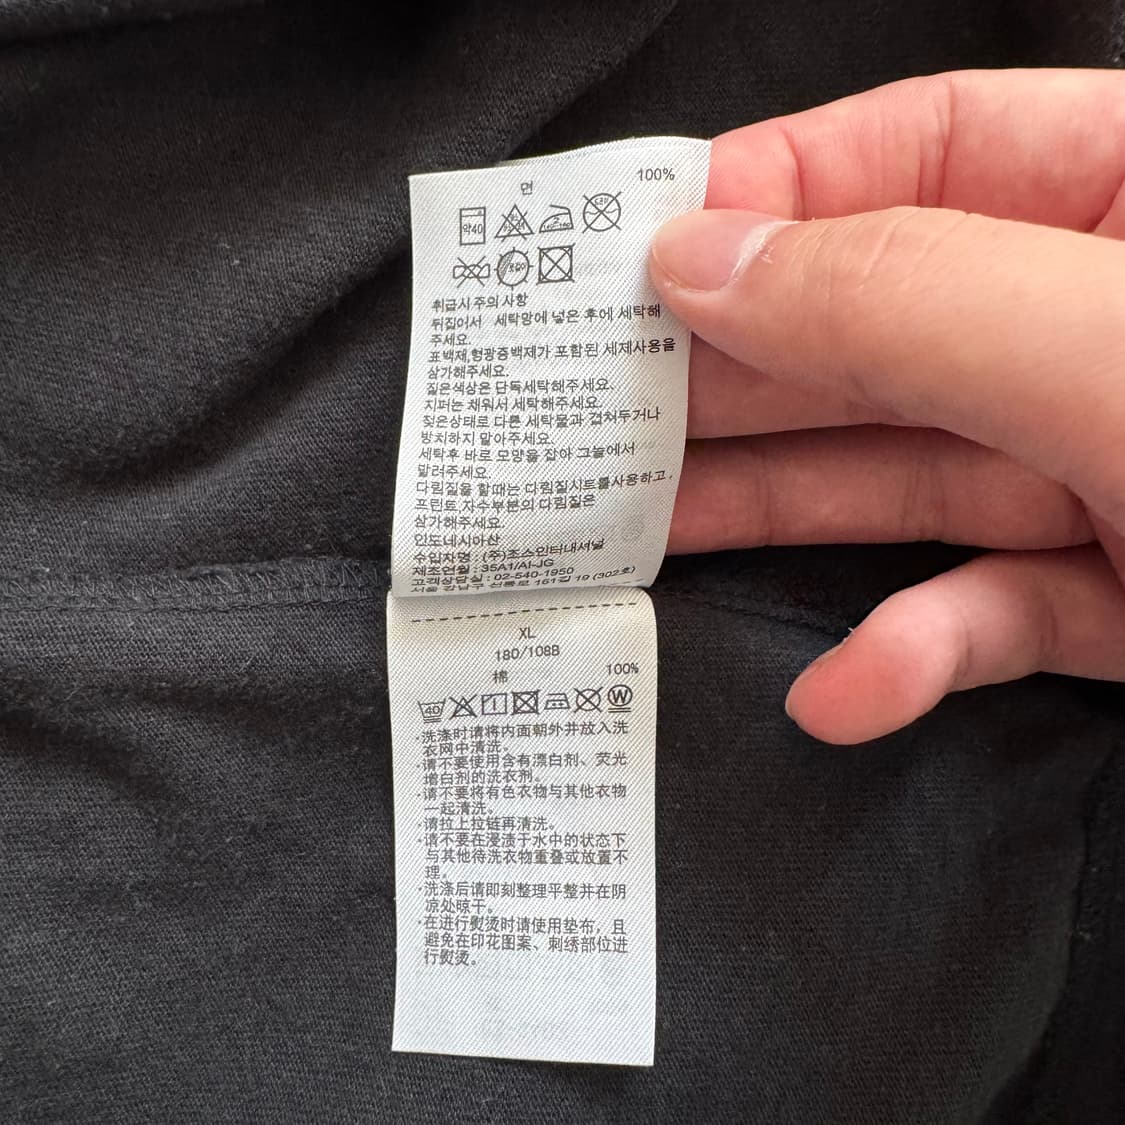 면 100%
약40
취급시 주의 사항
뒤집어서 세탁망에 넣은 후에 세탁해
주세요.
표백제,형광증백제가 포함된 세제사용을
삼가해주세요.
짙은색상은 단독세탁해주세요.
지퍼는 채워서 세탁해주세요.
젖은상태로 다른 세탁물과 겹쳐두거나
방치하지 말아주세요.
세탁후 바로 모양을 잡아 그늘에서
말려주세요.
다림질을 할때는 다림질시트를사용하고,
프린트,자수부분의 다림질은
삼가해주세요.
인도네시아산
수입자명 : (주)조스인터내셔널
제조연월 : 35A1/AI-JG
고객상담실 : 02-540-1950
서울 강남구 선릉로 161길 19 (302호)
XL
180/108B
棉 100%
40 W
·洗涤时请将内面朝外并放入洗
衣网中清洗。
·请不要使用含有漂白剂、荧光
增白剂的洗衣剂。
·请不要将有色衣物与其他衣物
一起清洗。
·请拉上拉链再清洗。
·请不要在浸渍于水中的状态下
与其他待洗衣物重叠或放置不
理。
·洗涤后请即刻整理平整并在阴
凉处晾干。
·在进行熨烫时请使用垫布，且
避免在印花图案、刺绣部位进
行熨烫。